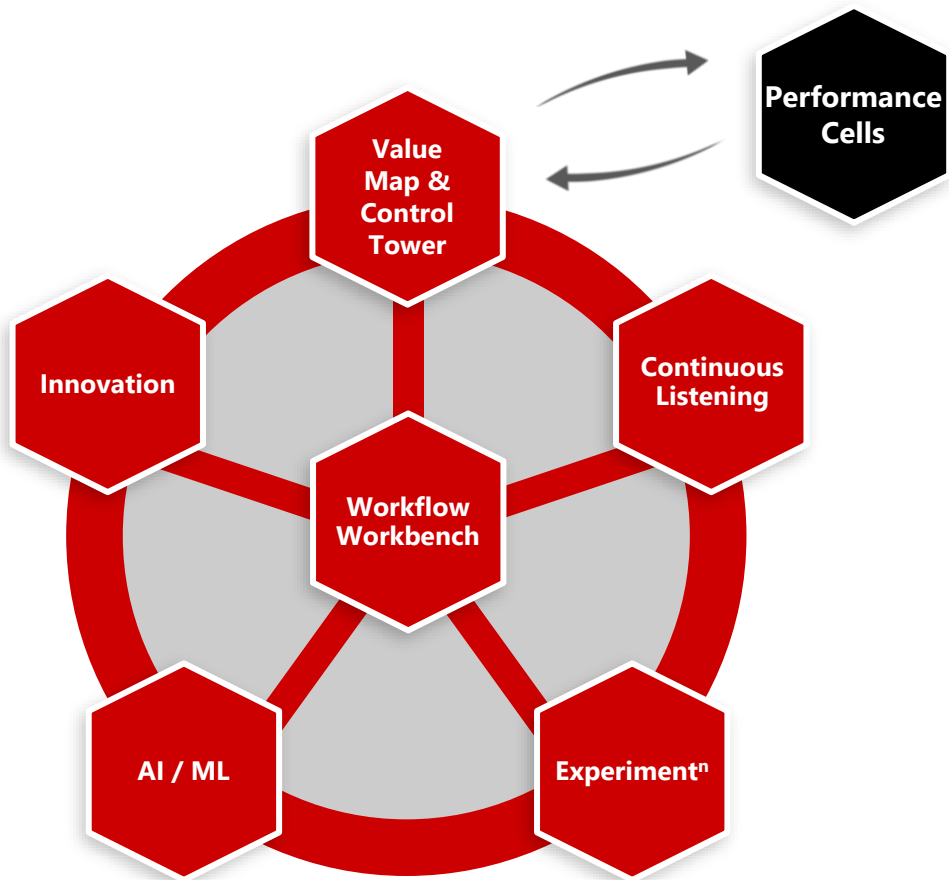 Performance
Cells
Value
Map &
Control
Tower
Innovation
Continuous
Listening
Workflow
Workbench
AI / ML
Experimentⁿ